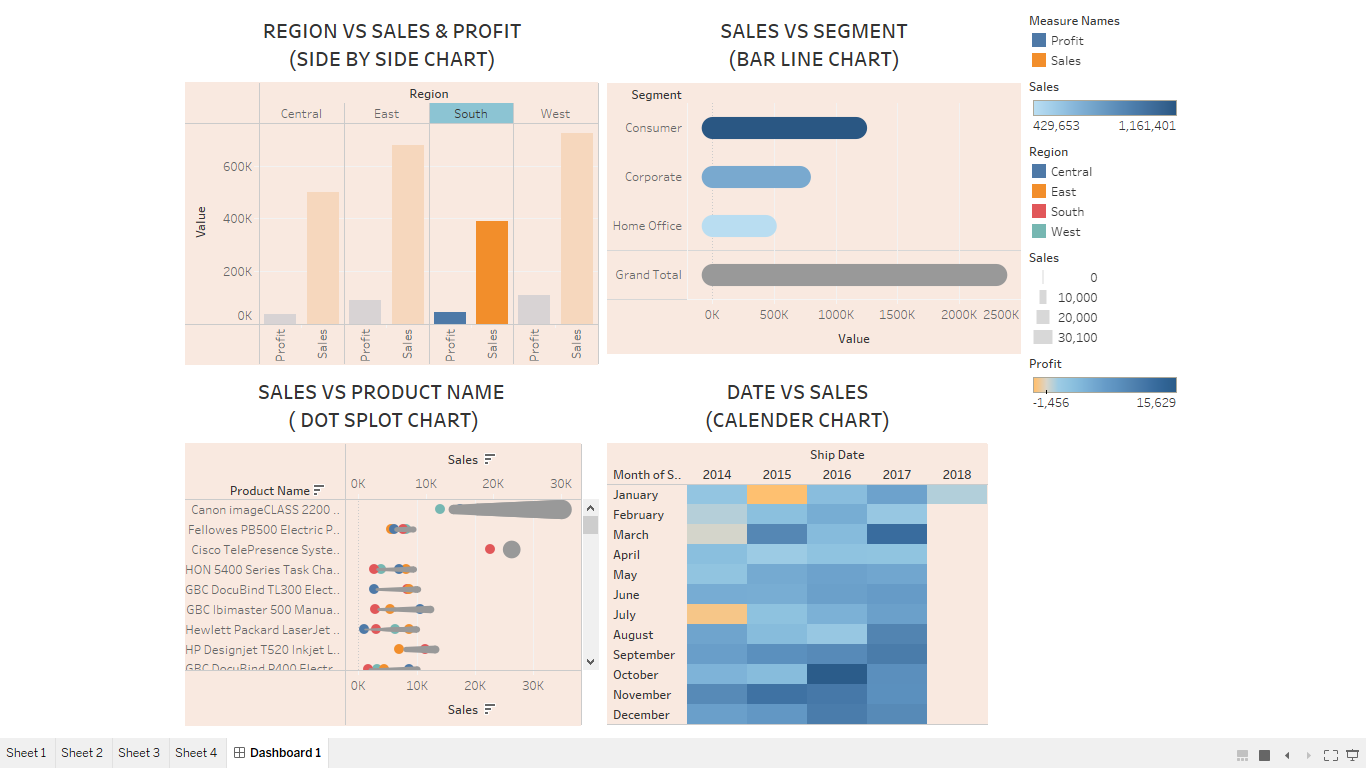 REGION VS SALES & PROFIT
(SIDE BY SIDE CHART)
Region
Central East South West
600K
400K
200K
0K
Value
Profit Sales Profit Sales Profit Sales Profit Sales
SALES VS SEGMENT
(BAR LINE CHART)
Segment
Consumer
Corporate
Home Office
Grand Total
0K 500K 1000K 1500K 2000K 2500K
Value
Measure Names
Profit
Sales
Sales
429,653 1,161,401
Region
Central
East
South
West
Sales
0
10,000
20,000
30,100
Profit
-1,456 15,629
SALES VS PRODUCT NAME
( DOT SPLOT CHART)
Sales
0K 10K 20K 30K
Product Name
Canon imageCLASS 2200 ..
Fellowes PB500 Electric P..
Cisco TelePresence Syste..
HON 5400 Series Task Cha..
GBC DocuBind TL300 Elect..
GBC Ibimaster 500 Manua..
Hewlett Packard LaserJet ..
HP Designjet T520 Inkjet L..
GBC DocuBind P400 Electr..
0K 10K 20K 30K
Sales
DATE VS SALES
(CALENDER CHART)
Ship Date
Month of S.. 2014 2015 2016 2017 2018
January
February
March
April
May
June
July
August
September
October
November
December
Sheet 1 Sheet 2 Sheet 3 Sheet 4 Dashboard 1